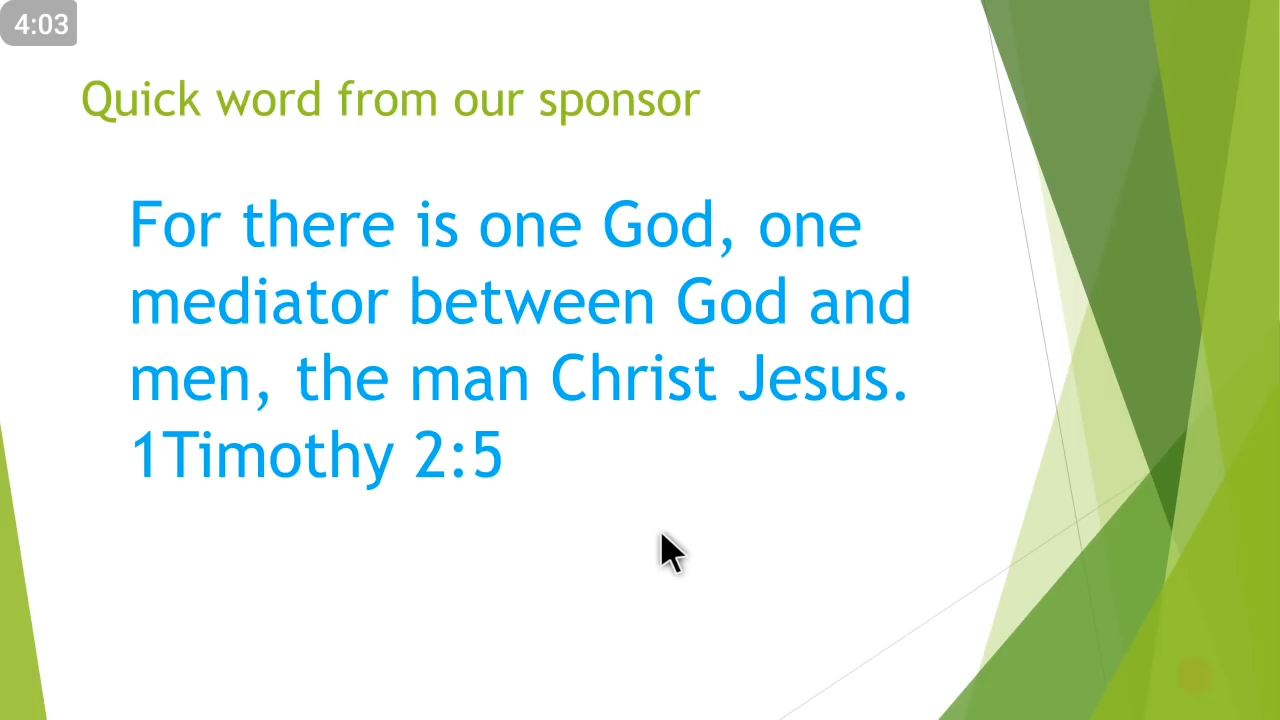 4:03
Quick word from our sponsor
For there is one God, one
mediator between God and
men, the man Christ Jesus.
1Timothy 2:5